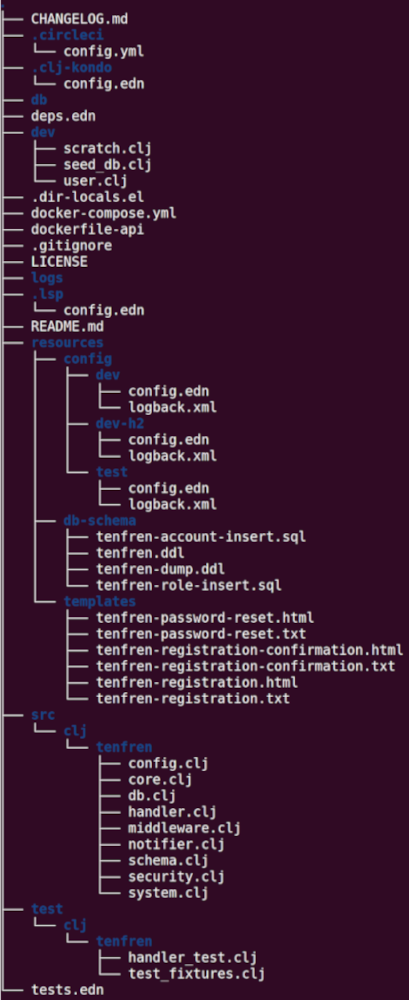 .
├── CHANGELOG.md
├── .circleci
│   └── config.yml
├── .clj-kondo
│   └── config.edn
├── db
├── deps.edn
├── dev
│   ├── scratch.clj
│   ├── seed_db.clj
│   └── user.clj
├── .dir-locals.el
├── docker-compose.yml
├── dockerfile-api
├── .gitignore
├── LICENSE
├── logs
├── .lsp
│   └── config.edn
├── README.md
├── resources
│   ├── config
│   │   ├── dev
│   │   │   ├── config.edn
│   │   │   └── logback.xml
│   │   ├── dev-h2
│   │   │   ├── config.edn
│   │   │   └── logback.xml
│   │   └── test
│   │       ├── config.edn
│   │       └── logback.xml
│   ├── db-schema
│   │   ├── tenfren-account-insert.sql
│   │   ├── tenfren.ddl
│   │   ├── tenfren-dump.ddl
│   │   └── tenfren-role-insert.sql
│   └── templates
│       ├── tenfren-password-reset.html
│       ├── tenfren-password-reset.txt
│       ├── tenfren-registration-confirmation.html
│       ├── tenfren-registration-confirmation.txt
│       ├── tenfren-registration.html
│       └── tenfren-registration.txt
├── src
│   └── clj
│       └── tenfren
│           ├── config.clj
│           ├── core.clj
│           ├── db.clj
│           ├── handler.clj
│           ├── middleware.clj
│           ├── notifier.clj
│           ├── schema.clj
│           ├── security.clj
│           └── system.clj
├── test
│   └── clj
│       └── tenfren
│           ├── handler_test.clj
│           └── test_fixtures.clj
└── tests.edn